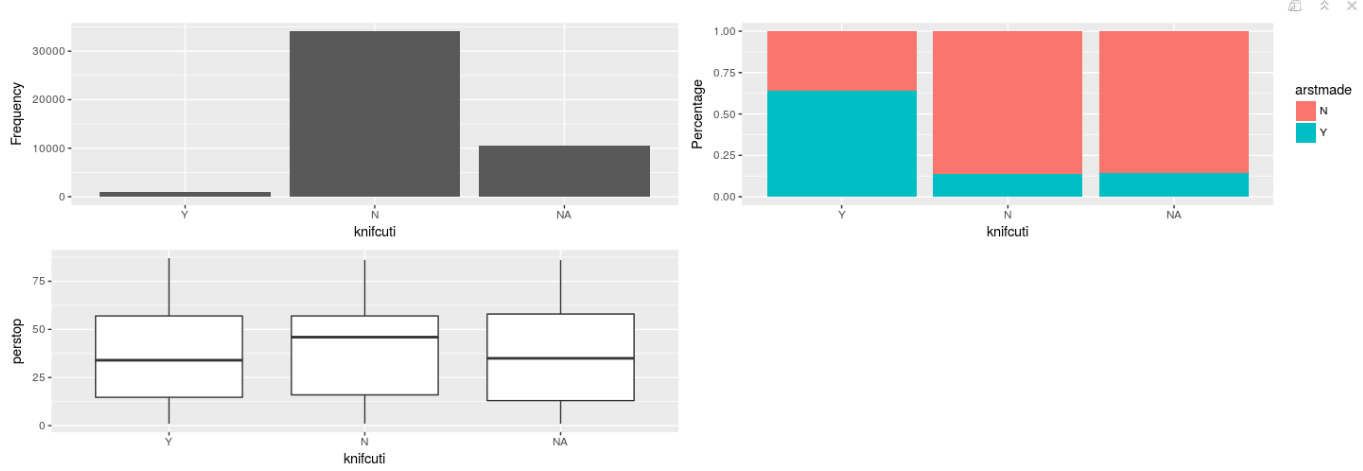 30000
20000
10000
0
Frequency
Y N NA
knifcuti
1.00
0.75
0.50
0.25
0.00
Percentage
Y N NA
knifcuti
arstmade
N
Y
75
50
25
0
perstop
Y N NA
knifcuti